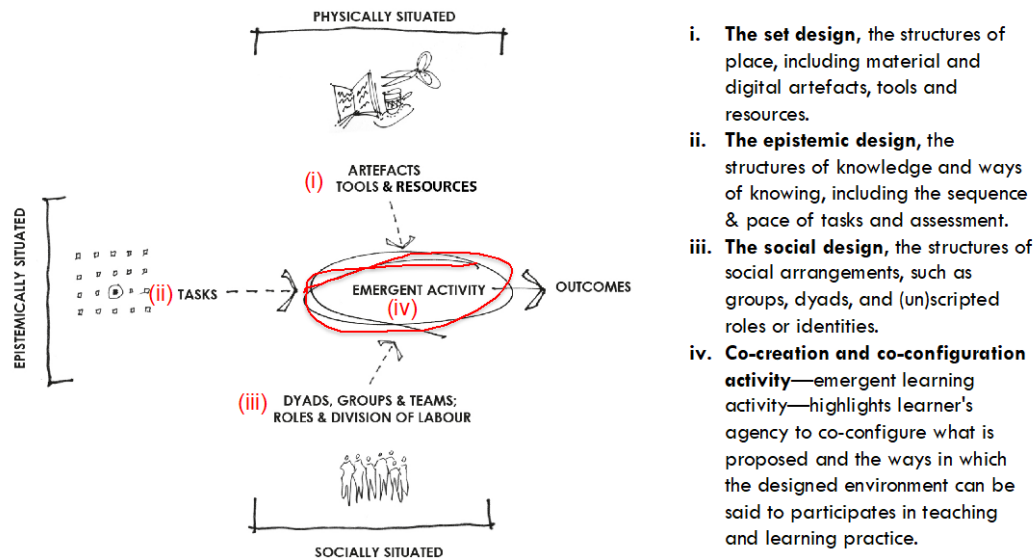 PHYSICALLY SITUATED
(i)
ARTEFACTS
TOOLS & RESOURCES
EPISTEMICALLY SITUATED
(ii) TASKS
EMERGENT ACTIVITY
(iv)
OUTCOMES
(iii) DYADS, GROUPS & TEAMS;
ROLES & DIVISION OF LABOUR
SOCIALLY SITUATED
i. The set design, the structures of
place, including material and
digital artefacts, tools and
resources.
ii. The epistemic design, the
structures of knowledge and ways
of knowing, including the sequence
& pace of tasks and assessment.
iii. The social design, the structures of
social arrangements, such as
groups, dyads, and (un)scripted
roles or identities.
iv. Co-creation and co-configuration
activity—emergent learning
activity—highlights learner's
agency to co-configure what is
proposed and the ways in which
the designed environment can be
said to participates in teaching
and learning practice.